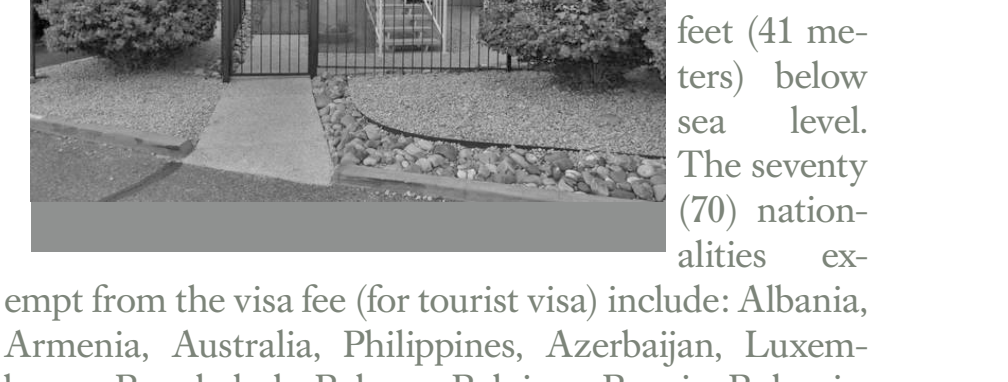 feet (41 me-
ters) below
sea level.
The seventy
(70) nation-
alities ex-
empt from the visa fee (for tourist visa) include: Albania,
Armenia, Australia, Philippines, Azerbaijan, Luxem-